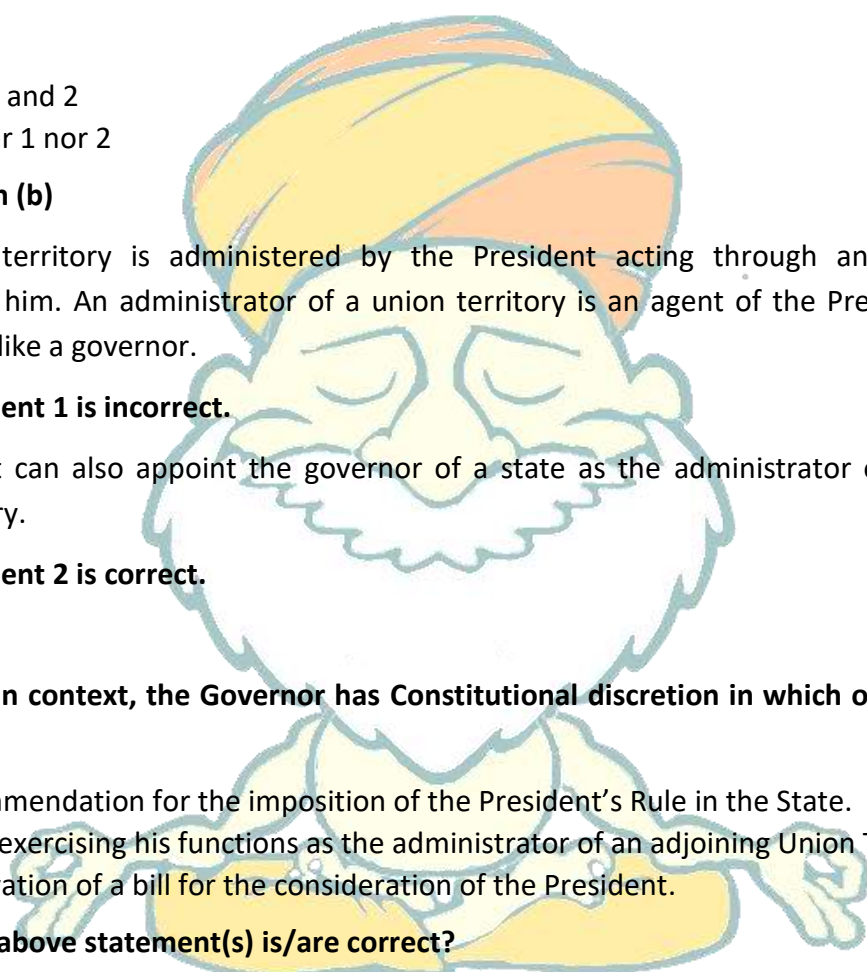 and 2
r 1 nor 2
n (b)
territory is administered by the President acting through an
him. An administrator of a union territory is an agent of the Pre
like a governor.
ent 1 is incorrect.
t can also appoint the governor of a state as the administrator
ry.
ent 2 is correct.
n context, the Governor has Constitutional discretion in which o
mmendation for the imposition of the President’s Rule in the State.
exercising his functions as the administrator of an adjoining Union T
ration of a bill for the consideration of the President.
above statement(s) is/are correct?